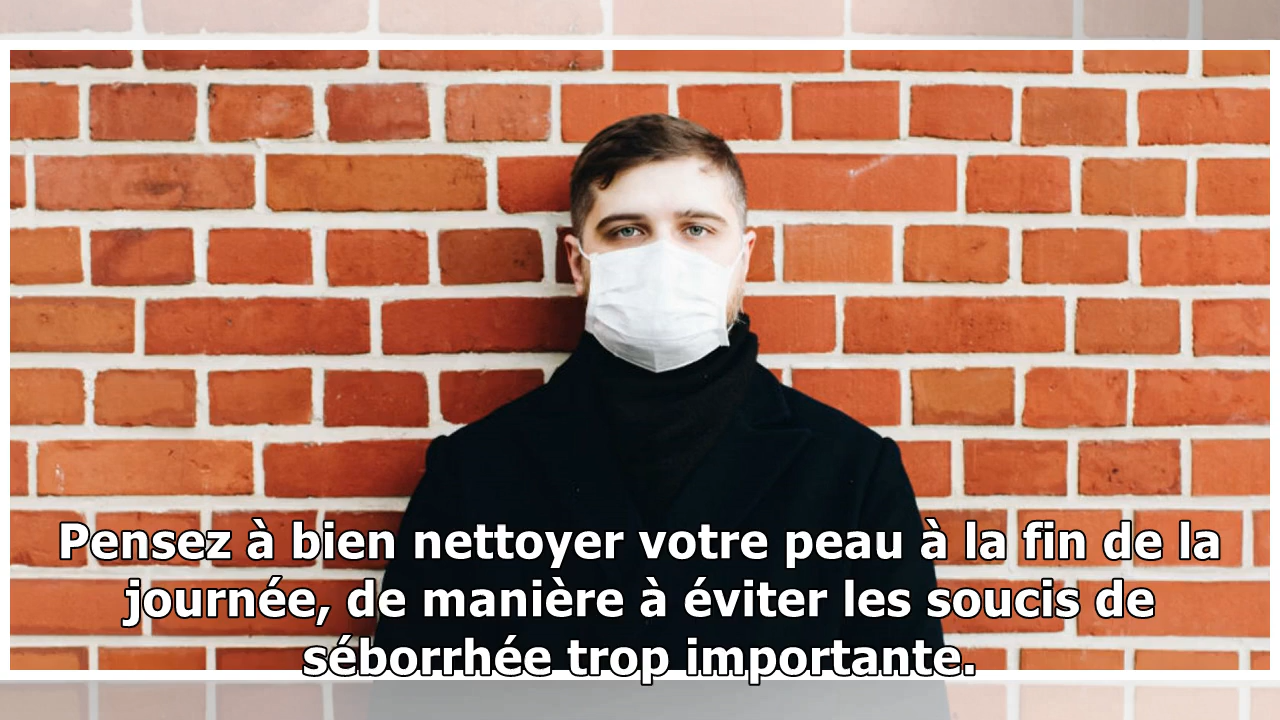 Pensez à bien nettoyer votre peau à la fin de la
journée, de manière à éviter les soucis de
séborrhée trop importante.